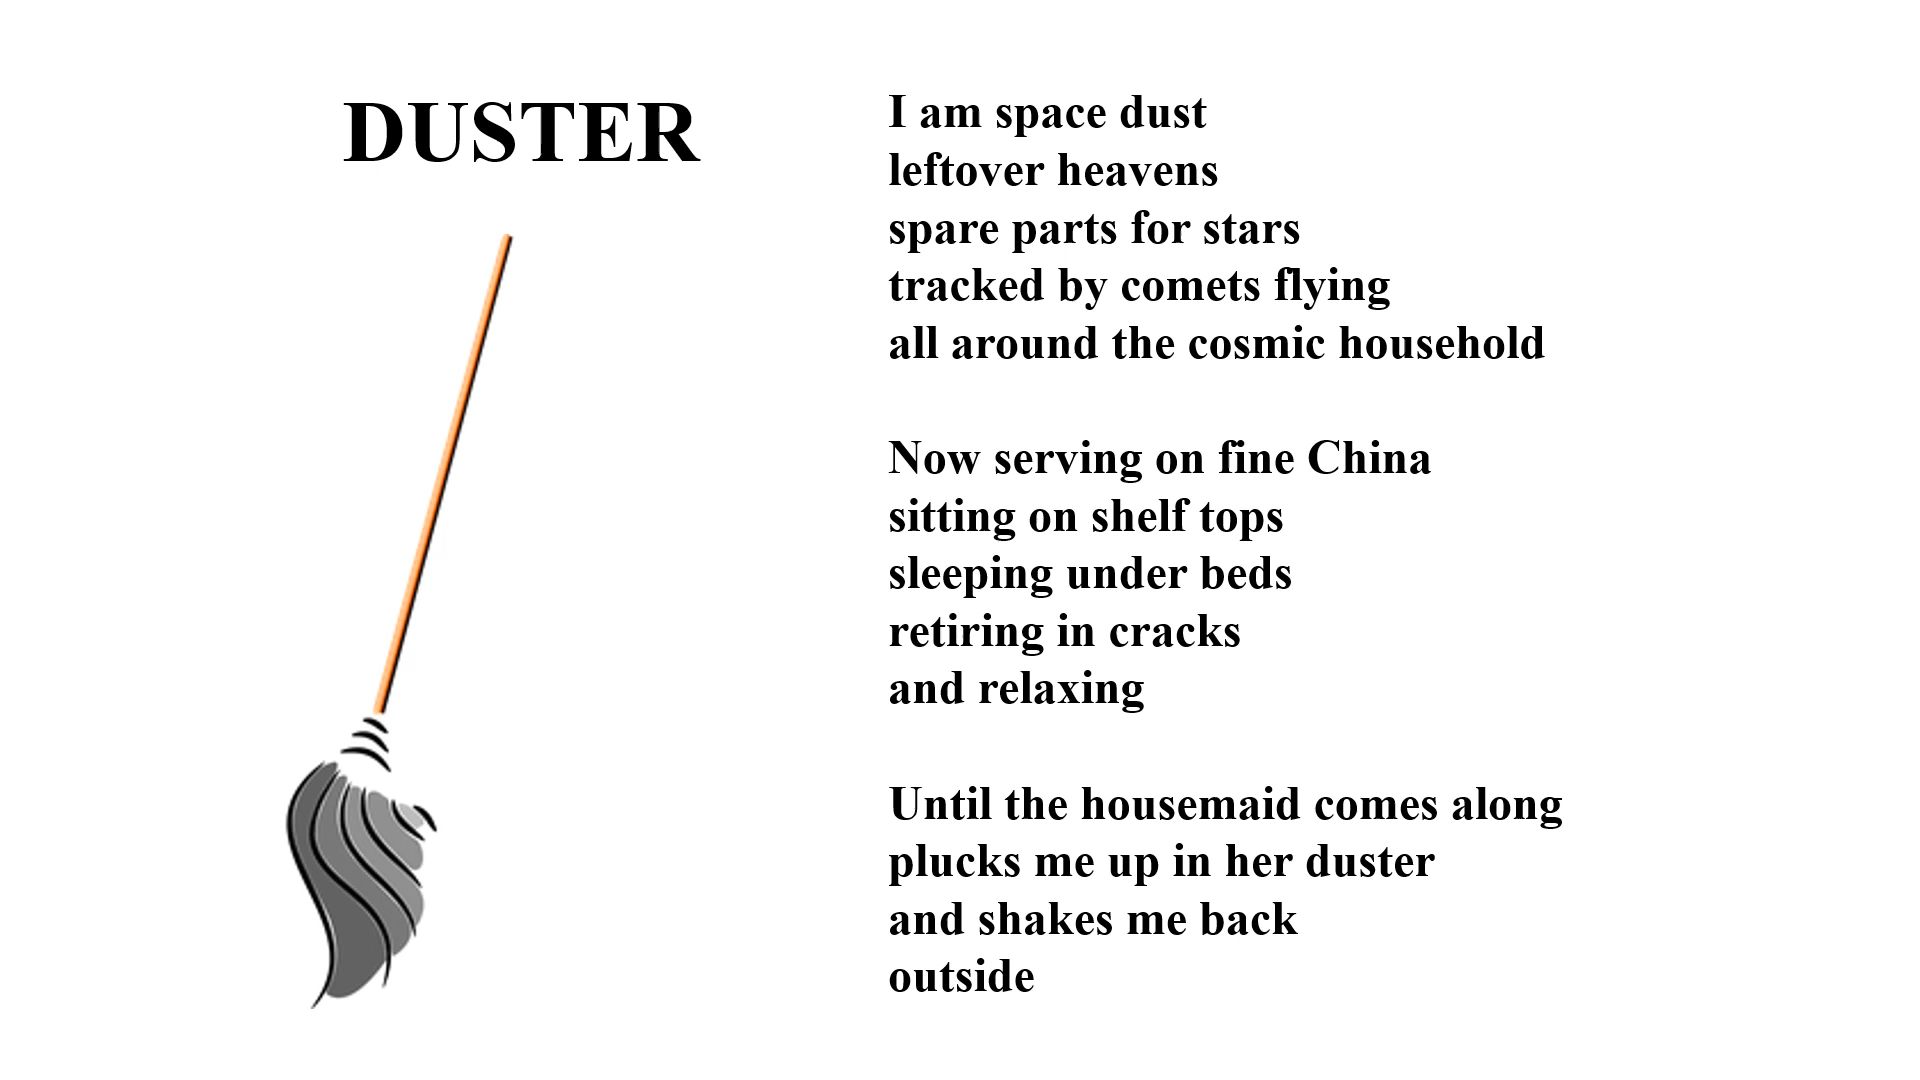 DUSTER
I am space dust
leftover heavens
spare parts for stars
tracked by comets flying
all around the cosmic household
Now serving on fine China
sitting on shelf tops
sleeping under beds
retiring in cracks
and relaxing
Until the housemaid comes along
plucks me up in her duster
and shakes me back
outside